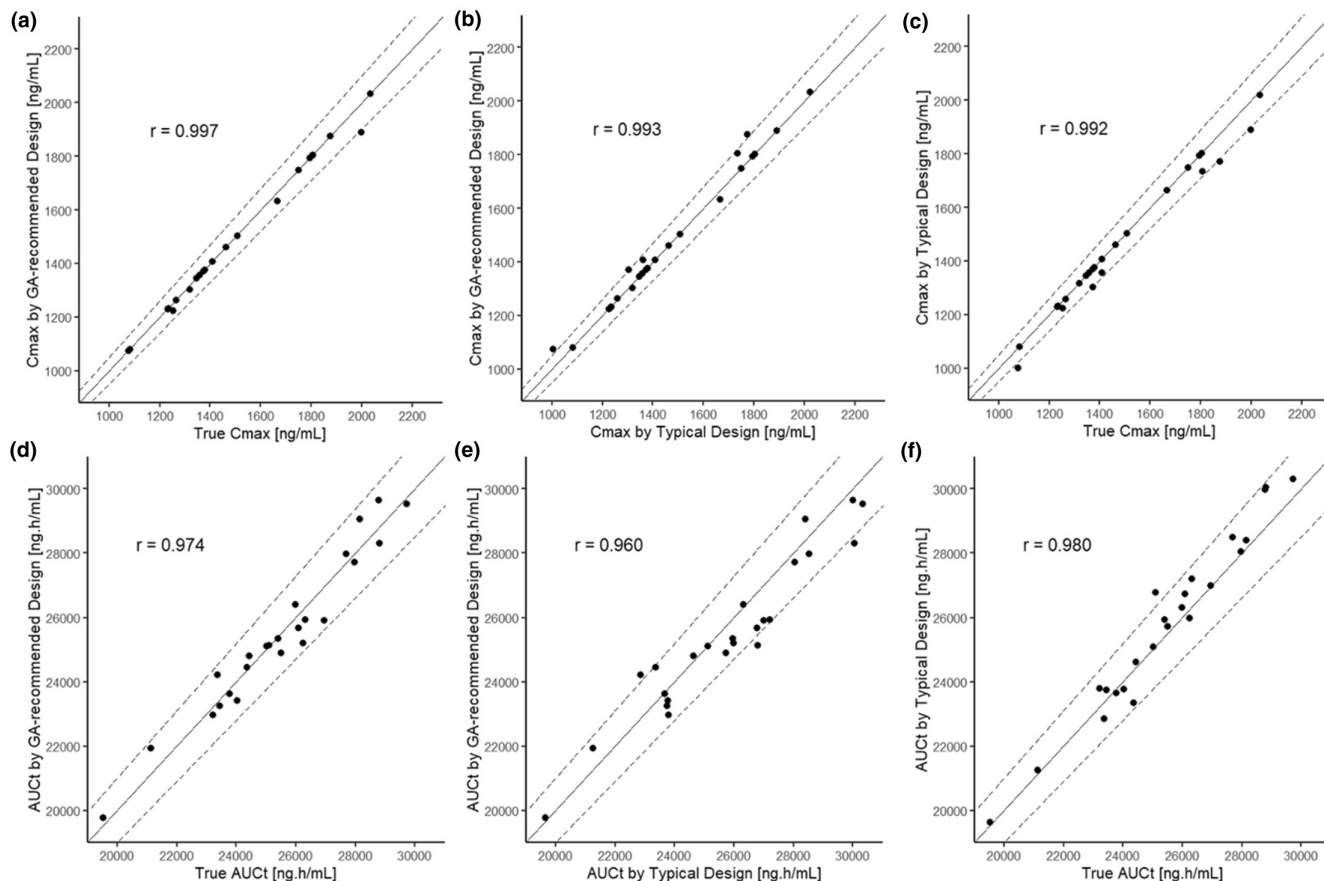 (a)
Cmax by GA-recommended Design [ng/mL]
2200
2000
1800
1600
1400
1200
1000
r = 0.997
1000 1200 1400 1600 1800 2000 2200
True Cmax [ng/mL]
(b)
Cmax by GA-recommended Design [ng/mL]
2200
2000
1800
1600
1400
1200
1000
r = 0.993
1000 1200 1400 1600 1800 2000 2200
Cmax by Typical Design [ng/mL]
(c)
Cmax by Typical Design [ng/mL]
2200
2000
1800
1600
1400
1200
1000
r = 0.992
1000 1200 1400 1600 1800 2000 2200
True Cmax [ng/mL]
(d)
AUCt by GA-recommended Design [ng.h/mL]
30000
28000
26000
24000
22000
20000
r = 0.974
20000 22000 24000 26000 28000 30000
True AUCt [ng.h/mL]
(e)
AUCt by GA-recommended Design [ng.h/mL]
30000
28000
26000
24000
22000
20000
r = 0.960
20000 22000 24000 26000 28000 30000
AUCt by Typical Design [ng.h/mL]
(f)
AUCt by Typical Design [ng.h/mL]
30000
28000
26000
24000
22000
20000
r = 0.980
20000 22000 24000 26000 28000 30000
True AUCt [ng.h/mL]